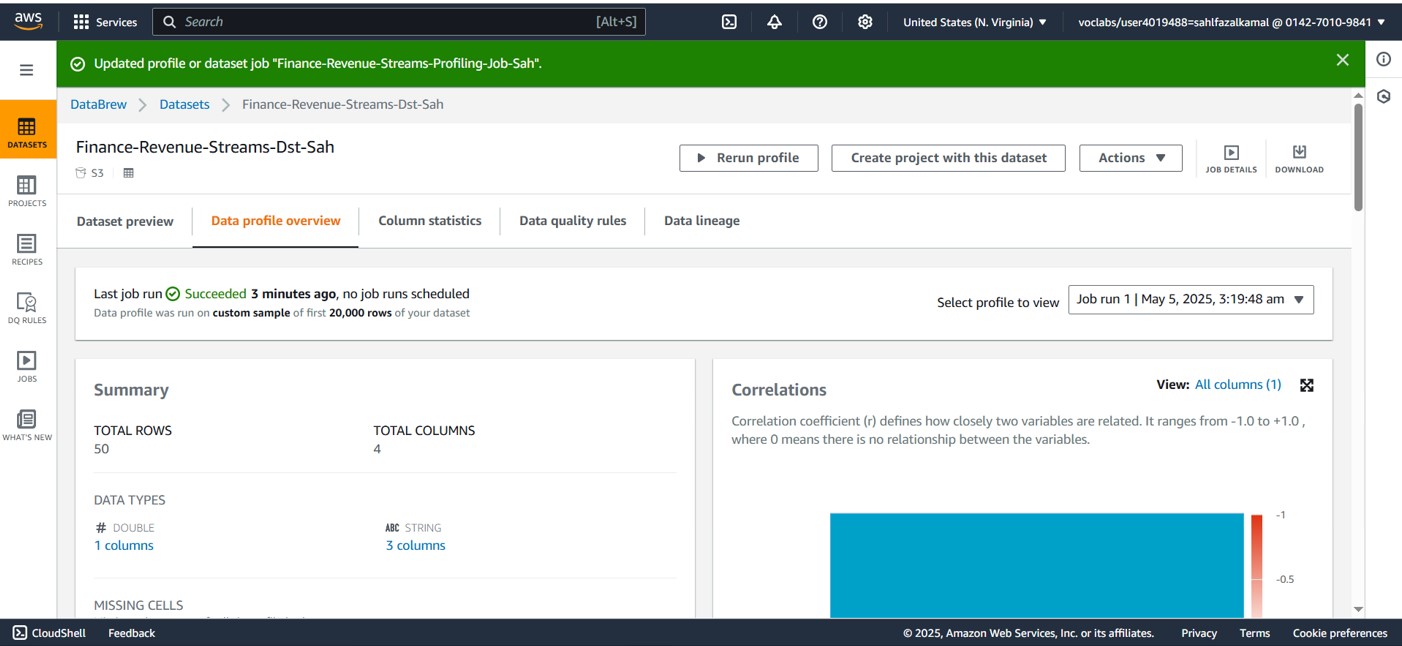 aws
Services
Search
[Alt+S]
United States (N. Virginia)
voclabs/user4019488=sahlfazalkamal @ 0142-7010-9841
Updated profile or dataset job "Finance-Revenue-Streams-Profiling-Job-Sah".
DATASETS
PROJECTS
RECIPES
DQ RULES
JOBS
WHAT'S NEW
DataBrew
Datasets
Finance-Revenue-Streams-Dst-Sah
Finance-Revenue-Streams-Dst-Sah
S3
Rerun profile
Create project with this dataset
Actions
JOB DETAILS
DOWNLOAD
Dataset preview
Data profile overview
Column statistics
Data quality rules
Data lineage
Last job run Succeeded 3 minutes ago, no job runs scheduled
Data profile was run on custom sample of first 20,000 rows of your dataset
Select profile to view
Job run 1 | May 5, 2025, 3:19:48 am
Summary
TOTAL ROWS
50
TOTAL COLUMNS
4
DATA TYPES
# DOUBLE
1 columns
ABC STRING
3 columns
MISSING CELLS
Correlations
View: All columns (1)
Correlation coefficient (r) defines how closely two variables are related. It ranges from -1.0 to +1.0 ,
where 0 means there is no relationship between the variables.
-1
-0.5
CloudShell
Feedback
© 2025, Amazon Web Services, Inc. or its affiliates.
Privacy
Terms
Cookie preferences